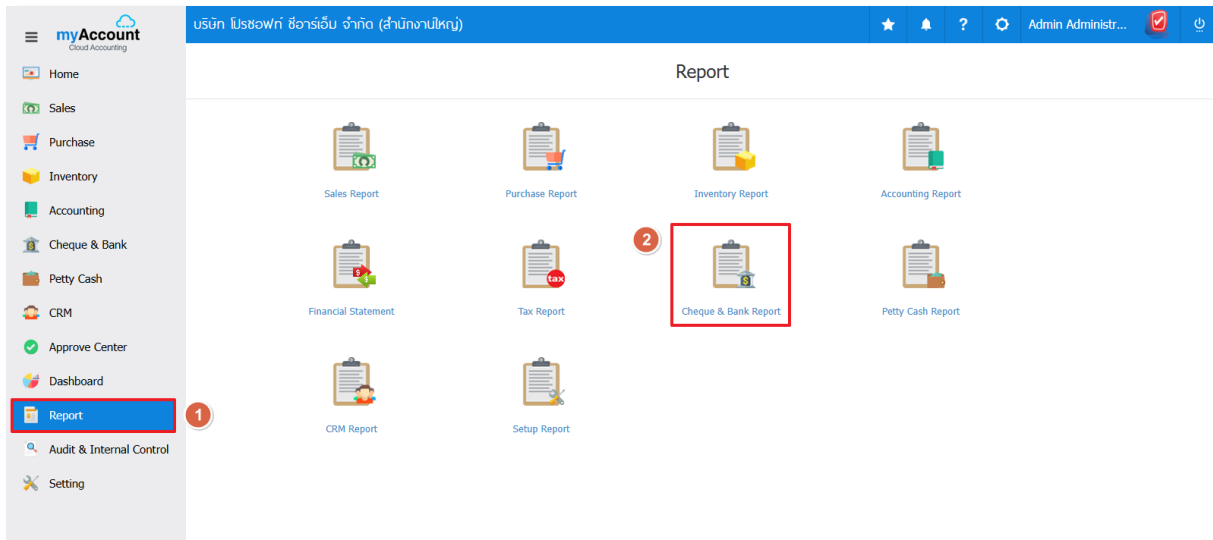 myAccount
Cloud Accounting
บริษัท โปรซอฟท์ ซีอาร์เอ็ม จำกัด (สำนักงานใหญ่)
?
Admin Administr...
Home
Sales
Purchase
Inventory
Accounting
Cheque & Bank
Petty Cash
CRM
Approve Center
Dashboard
Report
1
Audit & Internal Control
Setting
Report
Sales Report
Purchase Report
Inventory Report
Accounting Report
2
Financial Statement
tax
Tax Report
Cheque & Bank Report
Petty Cash Report
CRM Report
Setup Report